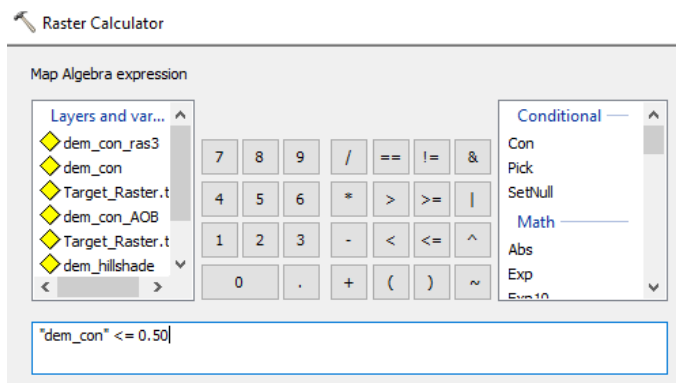 Raster Calculator
Map Algebra expression
Layers and var...
dem_con_ras3
dem_con
Target_Raster.t
dem_con_AOB
Target_Raster.t
dem_hillshade
7 8 9 / == != &
4 5 6 * > >= |
1 2 3 - < <= ^
0 . + ( ) ~
Conditional
Con
Pick
SetNull
Math
Abs
Exp
Exp10
"dem_con" <= 0.50